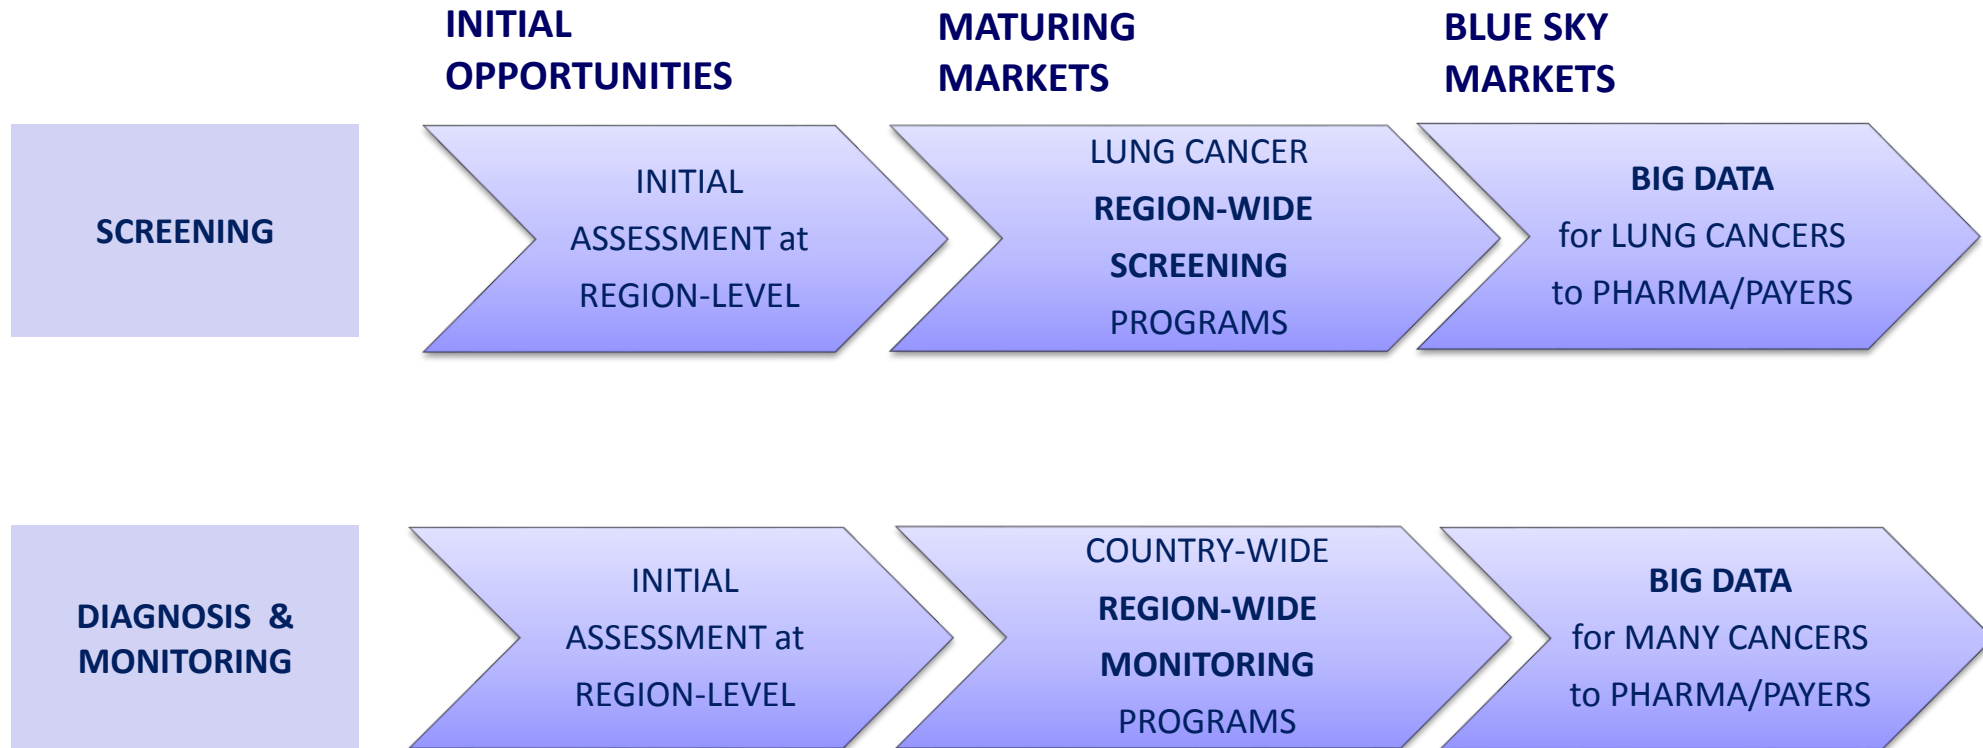 INITIAL
OPPORTUNITIES
MATURING
MARKETS
BLUE SKY
MARKETS
SCREENING
INITIAL
ASSESSMENT at
REGION-LEVEL
LUNG CANCER
REGION-WIDE
SCREENING
PROGRAMS
BIG DATA
for LUNG CANCERS
to PHARMA/PAYERS
DIAGNOSIS &
MONITORING
INITIAL
ASSESSMENT at
REGION-LEVEL
COUNTRY-WIDE
REGION-WIDE
MONITORING
PROGRAMS
BIG DATA
for MANY CANCERS
to PHARMA/PAYERS